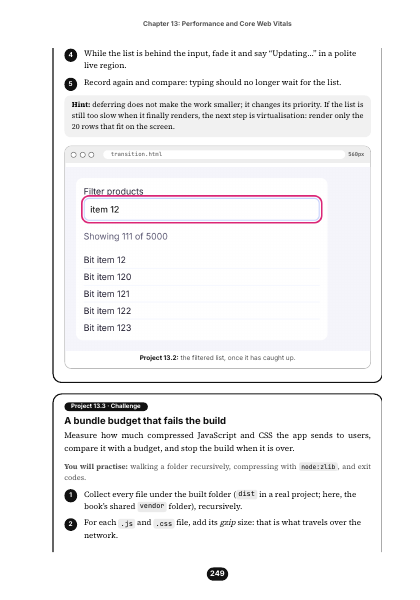 Chapter 13: Performance and Core Web Vitals
4 While the list is behind the input, fade it and say “Updating…” in a polite
live region.
5 Record again and compare: typing should no longer wait for the list.
Hint: deferring does not make the work smaller; it changes its priority. If the list is
still too slow when it finally renders, the next step is virtualisation: render only the
20 rows that fit on the screen.
transition.html 560px
Filter products
item 12
Showing 111 of 5000
Bit item 12
Bit item 120
Bit item 121
Bit item 122
Bit item 123
Project 13.2: the filtered list, once it has caught up.
Project 13.3 · Challenge
A bundle budget that fails the build
Measure how much compressed JavaScript and CSS the app sends to users,
compare it with a budget, and stop the build when it is over.
You will practise: walking a folder recursively, compressing with node:zlib, and exit
codes.
1 Collect every file under the built folder (dist in a real project; here, the
book's shared vendor folder), recursively.
2 For each .js and .css file, add its gzip size: that is what travels over the
network.
249